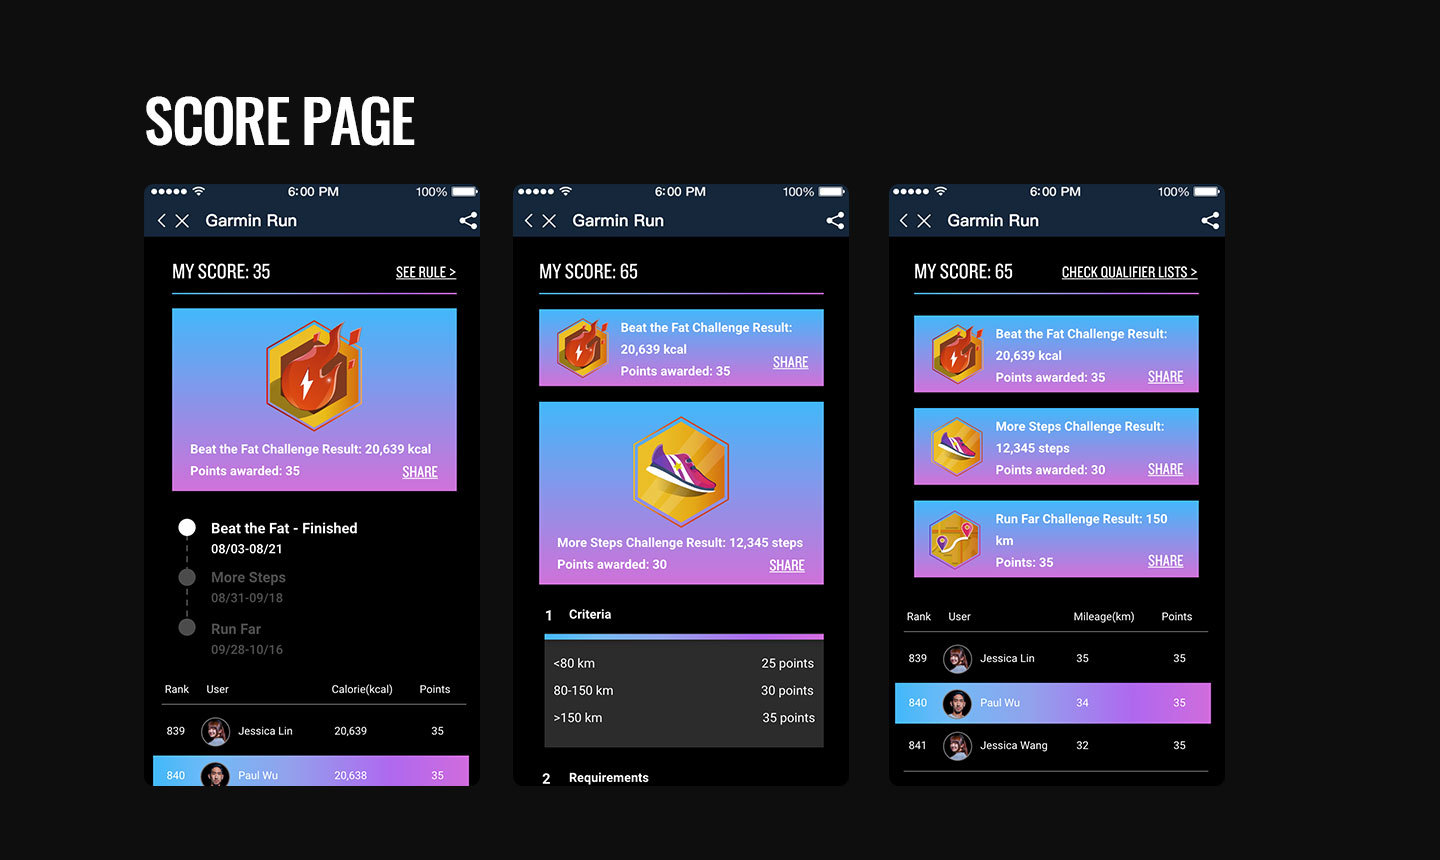 SCORE PAGE
6:00 PM 100%
Garmin Run
MY SCORE: 35 SEE RULE >
Beat the Fat Challenge Result: 20,639 kcal
Points awarded: 35 SHARE
Beat the Fat - Finished
08/03-08/21
More Steps
08/31-09/18
Run Far
09/28-10/16
Rank User Calorie(kcal) Points
839 Jessica Lin 20,639 35
840 Paul Wu 20,638 35
6:00 PM 100%
Garmin Run
MY SCORE: 65
Beat the Fat Challenge Result:
20,639 kcal
Points awarded: 35 SHARE
More Steps Challenge Result: 12,345 steps
Points awarded: 30 SHARE
1 Criteria
<80 km 25 points
80-150 km 30 points
>150 km 35 points
2 Requirements
6:00 PM 100%
Garmin Run
MY SCORE: 65 CHECK QUALIFIER LISTS >
Beat the Fat Challenge Result:
20,639 kcal
Points awarded: 35 SHARE
More Steps Challenge Result:
12,345 steps
Points awarded: 30 SHARE
Run Far Challenge Result: 150
km
Points: 35 SHARE
Rank User Mileage(km) Points
839 Jessica Lin 35 35
840 Paul Wu 34 35
841 Jessica Wang 32 35